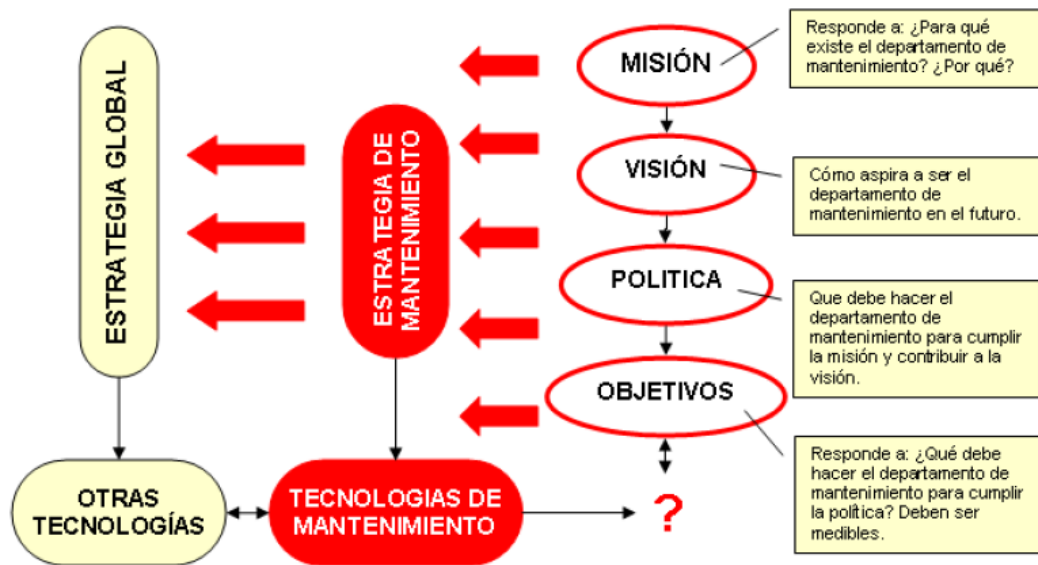 ESTRATEGIA GLOBAL
ESTRATEGIA DE
MANTENIMIENTO
MISIÓN
VISIÓN
POLITICA
OBJETIVOS
?
OTRAS
TECNOLOGÍAS
TECNOLOGIAS DE
MANTENIMIENTO
Responde a: ¿Para qué
existe el departamento de
mantenimiento? ¿Por qué?
Cómo aspira a ser el
departamento de
mantenimiento en el futuro.
Que debe hacer el
departamento de
mantenimiento para cumplir
la misión y contribuir a la
visión.
Responde a: ¿Qué debe
hacer el departamento de
mantenimiento para cumplir
la política? Deben ser
medibles.